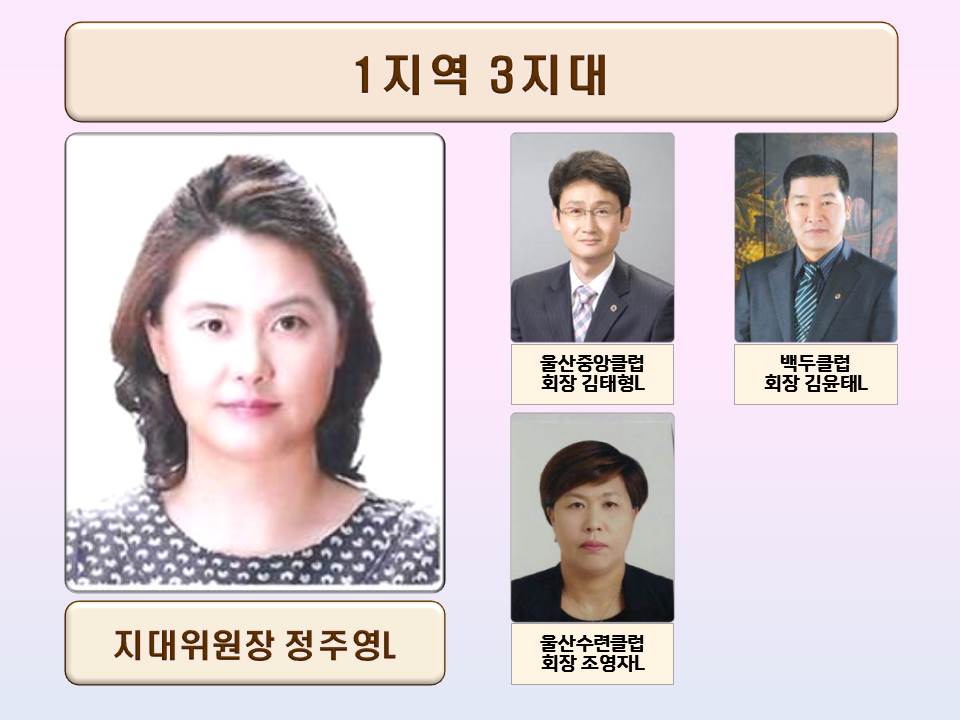 1지역 3지대
울산중앙클럽
회장 김태형L
백두클럽
회장 김윤태L
울산수련클럽
회장 조영자L
지대위원장 정주영L